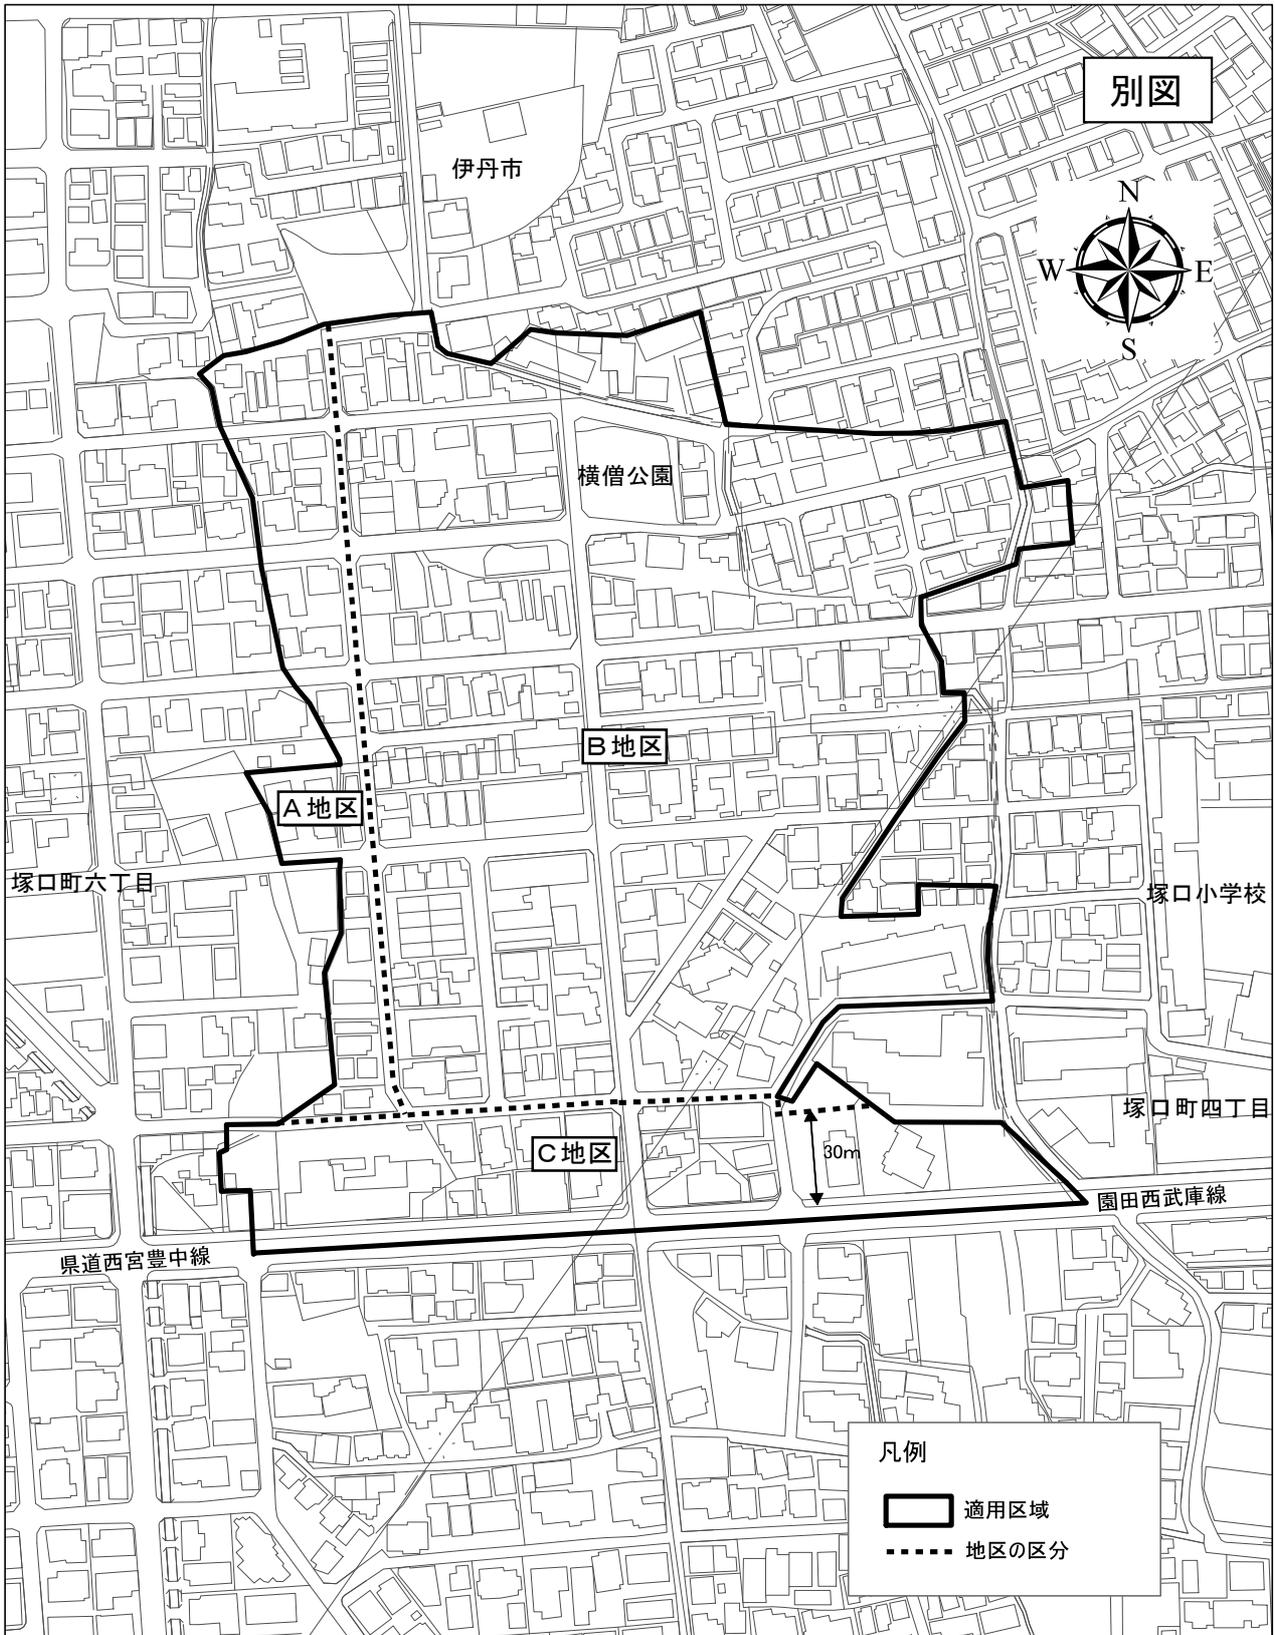 別図
伊丹市
N
W
E
S
横僧公園
B地区
A地区
塚口町六丁目
塚口小学校
塚口町四丁目
C地区
30m
園田西武庫線
県道西宮豊中線
凡例
適用区域
地区の区分